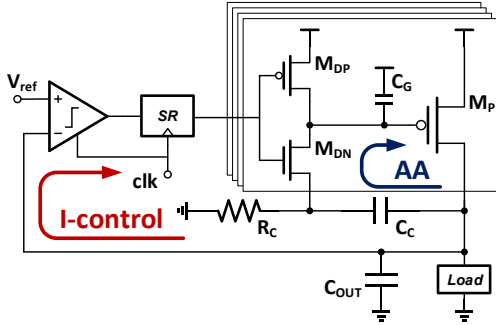 M_DP
C_G
M_P
V_ref
+
SR
−
M_DN
AA
clk
I-control
R_C
C_C
C_OUT
Load